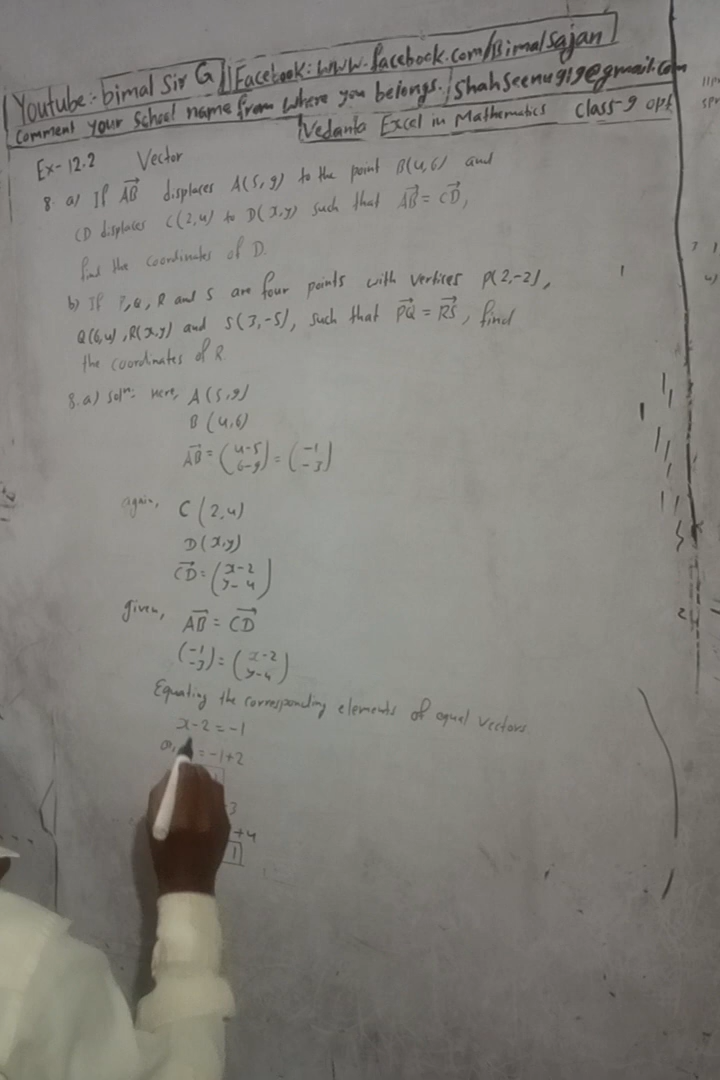 Youtube:- bimal Sir G || Facebook: www.facebook.com/Bimalsajan
Comment your School name from where you belongs. / Shahseenu919@gmail.com
Vedanta Excel in Mathematics Class-9 opt
Ex-12.2 Vector
8. a) If AB displaces A(5,9) to the point B(4,6) and
CD displaces C(2,4) to D(x,y) such that AB = CD,
find the coordinates of D.
b) If P,Q,R and S are four points with vertices P(2,-2),
Q(6,4), R(x,y) and S(3,-5), such that PQ = RS, find
the coordinates of R.
8.a) Soln: Here, A(5,9)
B(4,6)
AB = (4-5 6-9) = (-1 -3)
again, C(2,4)
D(x,y)
CD = (x-2 y-4)
Given, AB = CD
(-1 -3) = (x-2 y-4)
Equating the corresponding elements of equal vectors
x-2 = -1
or, = -1+2
1
3
+4
1